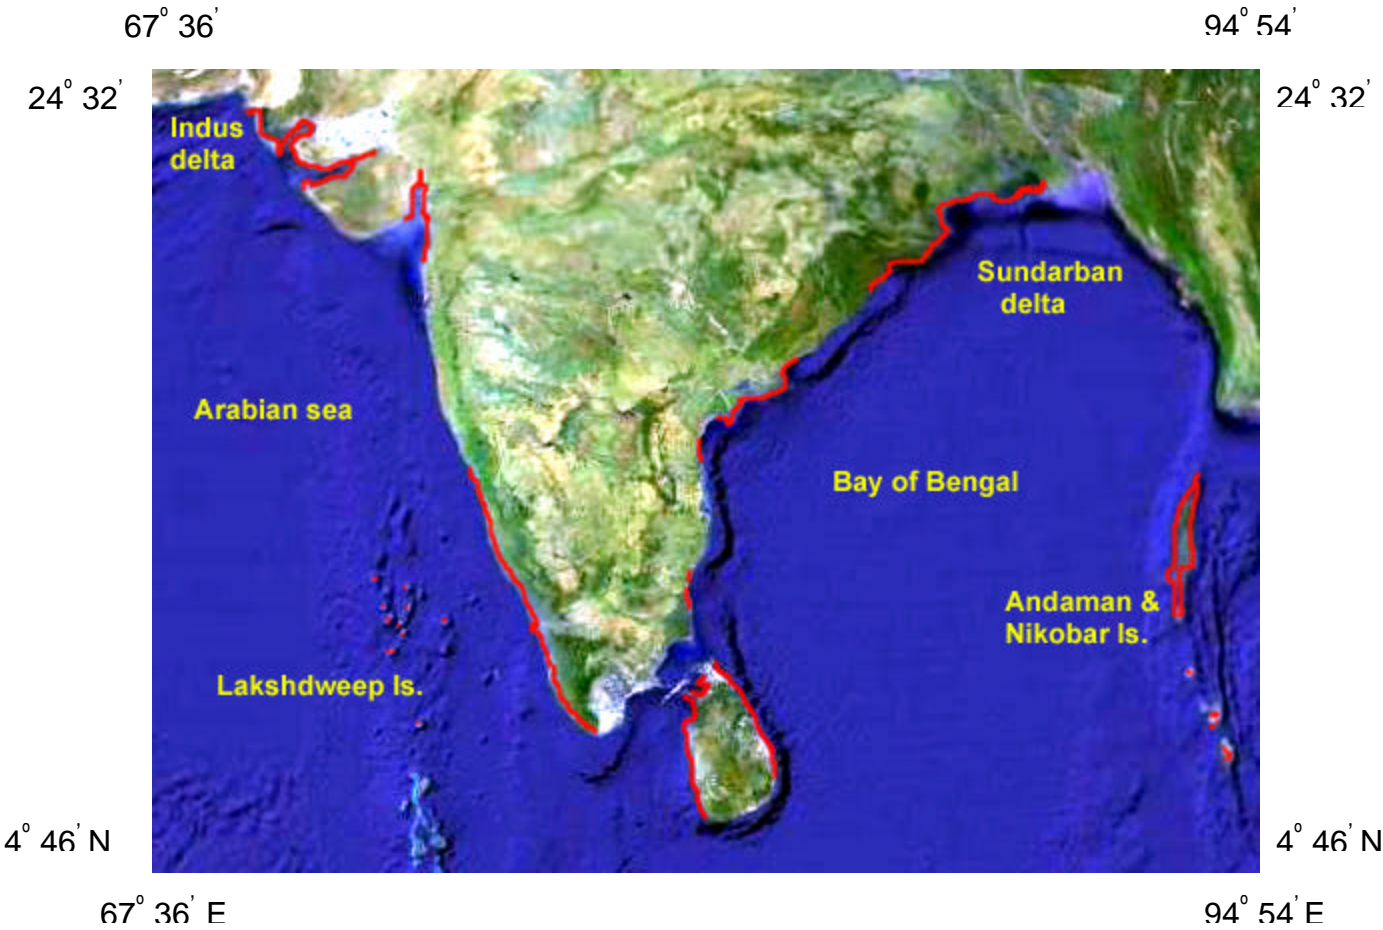 67° 36'
94° 54'
24° 32'
24° 32'
Indus
delta
Sundarban
delta
Arabian sea
Bay of Bengal
Andaman &
Nikobar Is.
Lakshdweep Is.
4° 46' N
4° 46' N
67° 36' E
94° 54' E